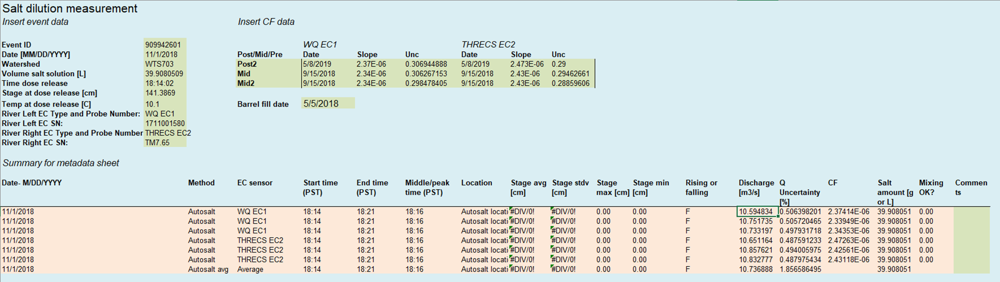 Salt dilution measurement
Insert event data Insert CF data
Event ID 909942601 WQ EC1 THRECS EC2
Date [MM/DD/YYYY] 11/1/2018 Post/Mid/Pre Date Slope Unc Date Slope Unc
Watershed WTS703 Post2 5/8/2019 2.37E-06 0.306944888 5/8/2019 2.473E-06 0.29
Volume salt solution [L] 39.9080509 Mid 9/15/2018 2.34E-06 0.306267153 9/15/2018 2.43E-06 0.29462661
Time dose release 18:14:02 Mid2 9/15/2018 2.34E-06 0.298478405 9/15/2018 2.43E-06 0.28859606
Stage at dose release [cm] 141.3869
Temp at dose release [C] 10.1 Barrel fill date 5/5/2018
River Left EC Type and Probe Number: WQ EC1
River Left EC SN: 1711001580
River Right EC Type and Probe Number THRECS EC2
River Right EC SN: TM7.65
Summary for metadata sheet
Date- M/DD/YYYY Method EC sensor Start time End time Middle/peak Location Stage avg Stage stdv Stage Stage min Rising or Discharge Q CF Salt Mixing Commen
(PST) (PST) time (PST) [cm] [cm] max [cm] [cm] falling [m3/s] Uncertainty amount [g OK? ts
[%] or L]
11/1/2018 Autosalt WQ EC1 18:14 18:21 18:16 Autosalt locati #DIV/0! #DIV/0! 0.00 0.00 F 10.594834 0.506398201 2.37414E-06 39.908051 0.00
11/1/2018 Autosalt WQ EC1 18:14 18:21 18:16 Autosalt locati #DIV/0! #DIV/0! 0.00 0.00 F 10.751735 0.505720465 2.33949E-06 39.908051 0.00
11/1/2018 Autosalt WQ EC1 18:14 18:21 18:16 Autosalt locati #DIV/0! #DIV/0! 0.00 0.00 F 10.733197 0.497931718 2.34353E-06 39.908051 0.00
11/1/2018 Autosalt THRECS EC2 18:14 18:21 18:16 Autosalt locati #DIV/0! #DIV/0! 0.00 0.00 F 10.651164 0.487591233 2.47263E-06 39.908051 0.00
11/1/2018 Autosalt THRECS EC2 18:14 18:21 18:16 Autosalt locati #DIV/0! #DIV/0! 0.00 0.00 F 10.857621 0.494005975 2.42561E-06 39.908051 0.00
11/1/2018 Autosalt THRECS EC2 18:14 18:21 18:16 Autosalt locati #DIV/0! #DIV/0! 0.00 0.00 F 10.832777 0.487975434 2.43118E-06 39.908051 0.00
11/1/2018 Autosalt avg Average 18:14 18:21 18:16 Autosalt locati #DIV/0! #DIV/0! 0.00 0.00 F 10.736888 1.856586495 39.908051